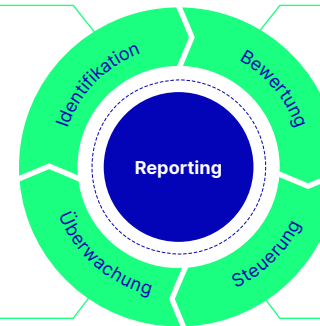 Identifikation
Bewertung
Reporting
Überwachung
Steuerung